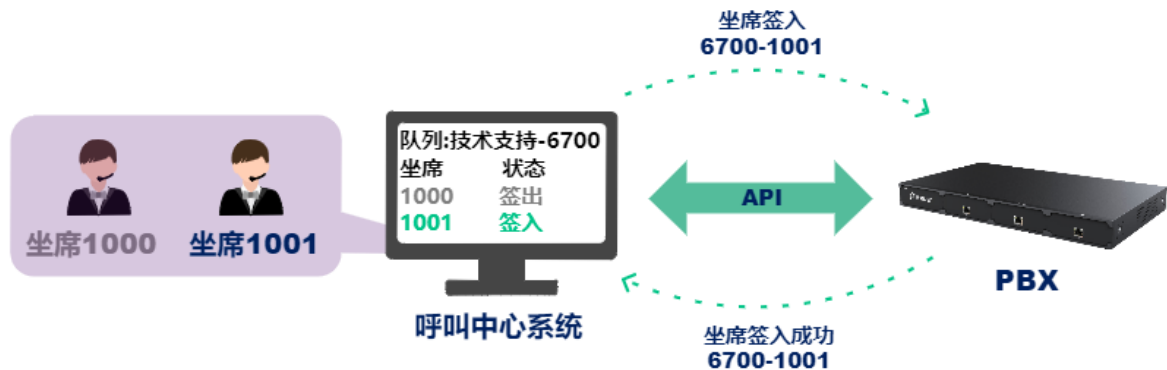 坐席签入
6700-1001
队列:技术支持-6700
坐席 状态
1000 签出
1001 签入
坐席1000 坐席1001
API
PBX
呼叫中心系统
坐席签入成功
6700-1001